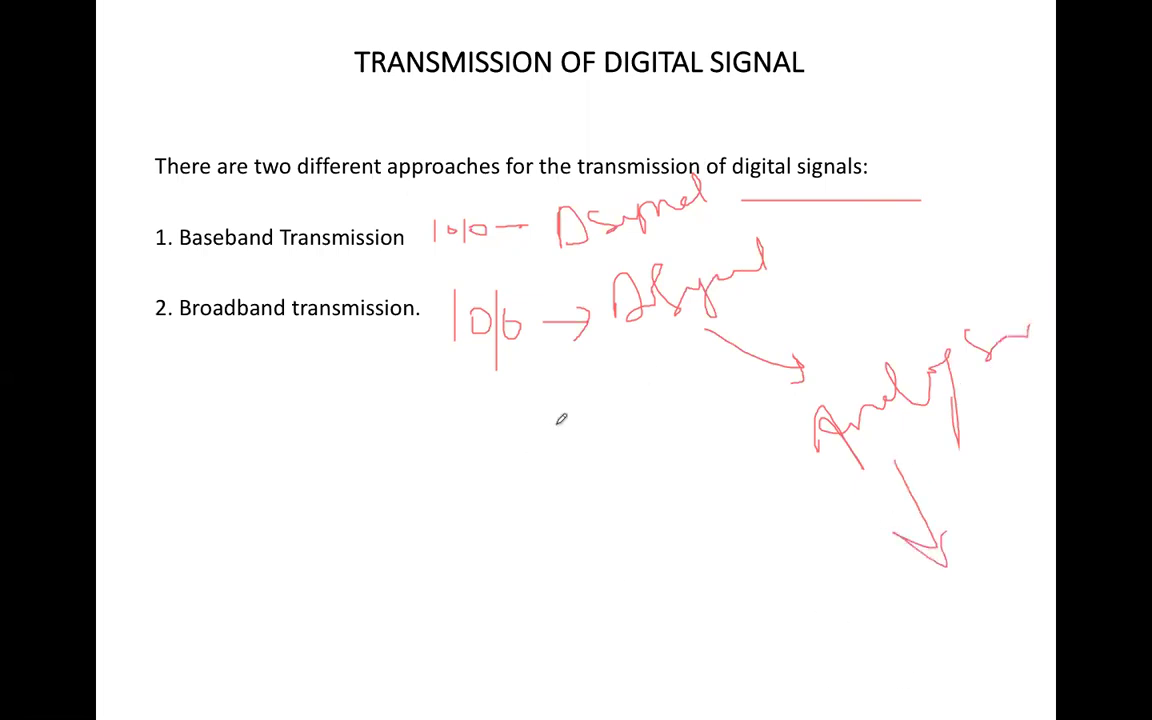 TRANSMISSION OF DIGITAL SIGNAL
There are two different approaches for the transmission of digital signals:
1. Baseband Transmission 1010 — D Signal
2. Broadband transmission. 1010 → D Signal
Analog